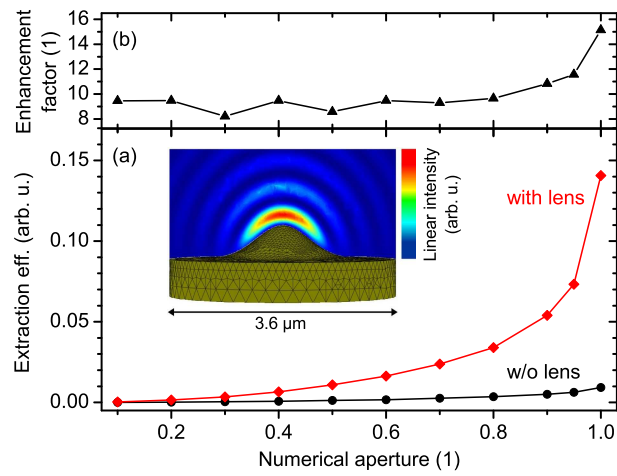 (b)
Enhancement
factor (1)
16
14
12
10
8
(a)
Extraction eff. (arb. u.)
0.15
0.10
0.05
0.00
Linear intensity
(arb. u.)
with lens
3.6 µm
w/o lens
0.2 0.4 0.6 0.8 1.0
Numerical aperture (1)